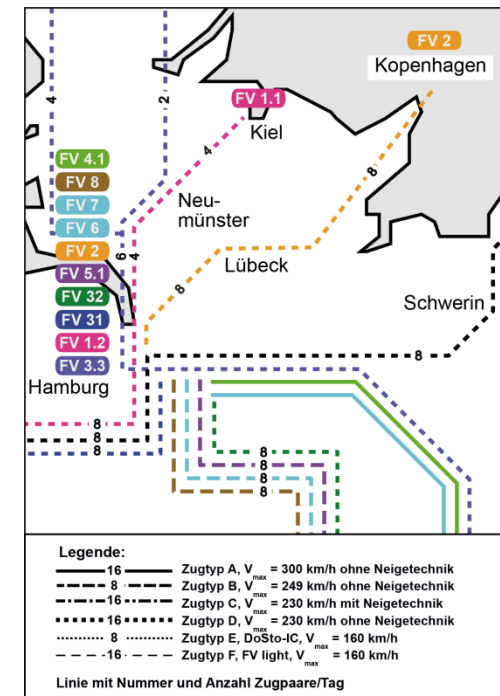 FV 2
Kopenhagen
4
2
FV 1.1
Kiel
4
8
FV 4.1
FV 8
FV 7
FV 6
FV 2
FV 5.1
FV 32
FV 31
FV 1.2
FV 3.3
Hamburg
Neu-
münster
6
4
Lübeck
8
Schwerin
8
8
8
8
8
8
8
8
Legende:
16 Zugtyp A, Vmax = 300 km/h ohne Neigetechnik
8 Zugtyp B, Vmax = 249 km/h ohne Neigetechnik
16 Zugtyp C, Vmax = 230 km/h mit Neigetechnik
16 Zugtyp D, Vmax = 230 km/h ohne Neigetechnik
8 Zugtyp E, DoSto-IC, Vmax = 160 km/h
16 Zugtyp F, FV light, Vmax = 160 km/h
Linie mit Nummer und Anzahl Zugpaare/Tag